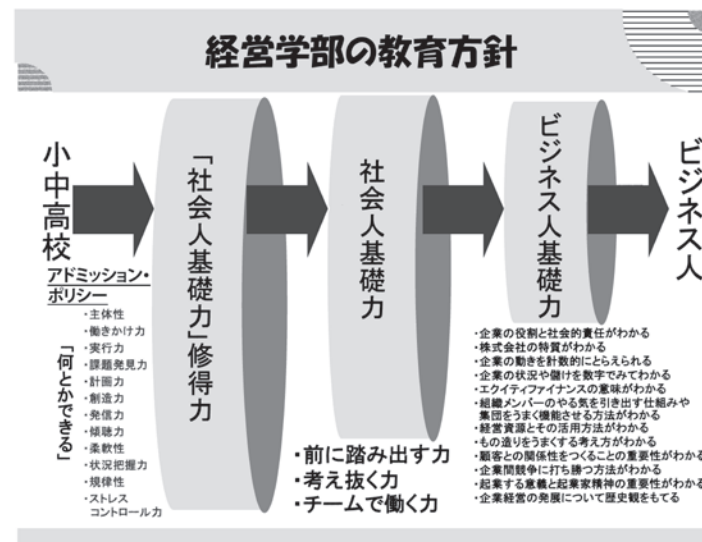 経営学部の教育方針
小中高校
アドミッション・
ポリシー
「何とかできる」
・主体性
・働きかけ力
・実行力
・課題発見力
・計画力
・創造力
・発信力
・傾聴力
・柔軟性
・状況把握力
・規律性
・ストレス
コントロール力
「社会人基礎力」修得力
社会人基礎力
・前に踏み出す力
・考え抜く力
・チームで働く力
ビジネス人基礎力
・企業の役割と社会的責任がわかる
・株式会社の特質がわかる
・企業の動きを計数的にとらえられる
・企業の状況や儲けを数字でみてわかる
・エクイティファイナンスの意味がわかる
・組織メンバーのやる気を引き出す仕組みや
集団をうまく機能させる方法がわかる
・経営資源とその活用方法がわかる
・もの造りをうまくする考え方がわかる
・顧客との関係性をつくることの重要性がわかる
・企業間競争に打ち勝つ方法がわかる
・起業する意義と起業家精神の重要性がわかる
・企業経営の発展について歴史観をもてる
ビジネス人